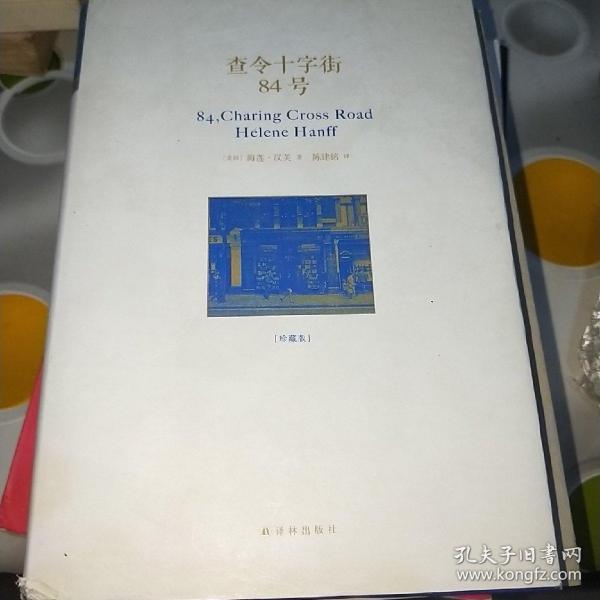 查令十字街
84号
84,Charing Cross Road
Helene Hanff
[美国] 海莲·汉芙 著 陈建铭 译
[珍藏版]
译林出版社
孔夫子旧书网
www.kongfz.com